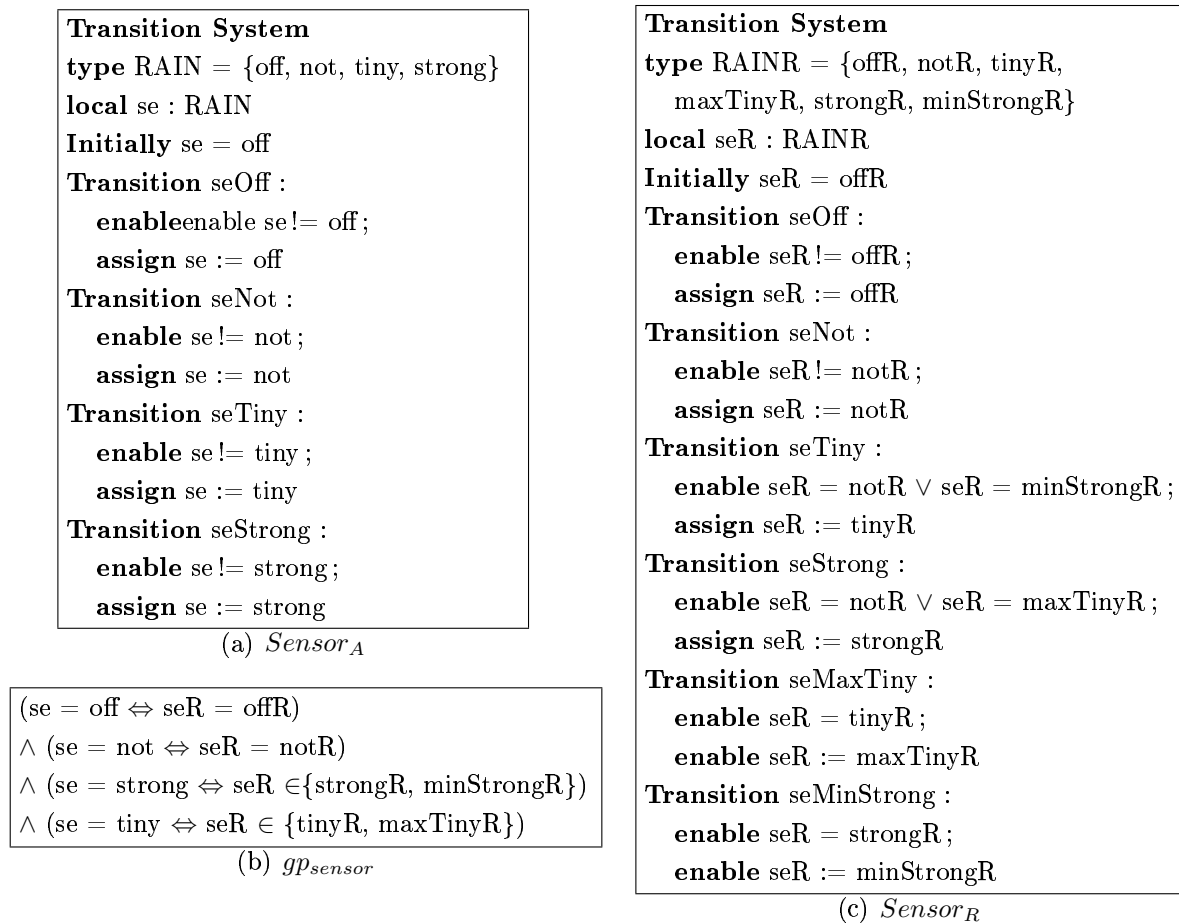 Transition System
type RAIN = {off, not, tiny, strong}
local se : RAIN
Initially se = off
Transition seOff :
enableenable se != off ;
assign se := off
Transition seNot :
enable se != not ;
assign se := not
Transition seTiny :
enable se != tiny ;
assign se := tiny
Transition seStrong :
enable se != strong ;
assign se := strong
(a) Sensor_A
(se = off ⇔ seR = offR)
∧ (se = not ⇔ seR = notR)
∧ (se = strong ⇔ seR ∈{strongR, minStrongR})
∧ (se = tiny ⇔ seR ∈ {tinyR, maxTinyR})
(b) gp_sensor
Transition System
type RAINR = {offR, notR, tinyR,
maxTinyR, strongR, minStrongR}
local seR : RAINR
Initially seR = offR
Transition seOff :
enable seR != offR ;
assign seR := offR
Transition seNot :
enable seR != notR ;
assign seR := notR
Transition seTiny :
enable seR = notR ∨ seR = minStrongR ;
assign seR := tinyR
Transition seStrong :
enable seR = notR ∨ seR = maxTinyR ;
assign seR := strongR
Transition seMaxTiny :
enable seR = tinyR ;
enable seR := maxTinyR
Transition seMinStrong :
enable seR = strongR ;
enable seR := minStrongR
(c) Sensor_R